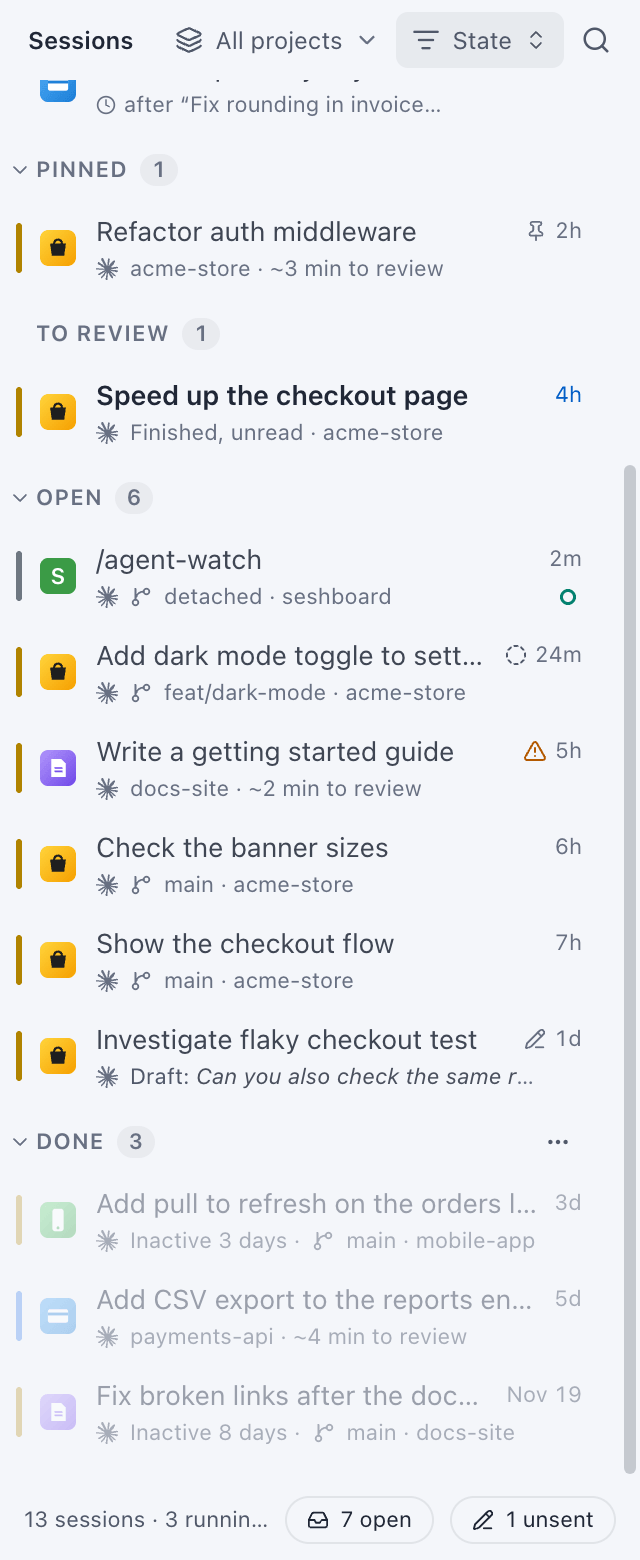 Sessions All projects State
after “Fix rounding in invoice…
PINNED 1
Refactor auth middleware 2h
acme-store · ~3 min to review
TO REVIEW 1
Speed up the checkout page 4h
Finished, unread · acme-store
OPEN 6
/agent-watch 2m
S
detached · seshboard
Add dark mode toggle to sett… 24m
feat/dark-mode · acme-store
Write a getting started guide 5h
docs-site · ~2 min to review
Check the banner sizes 6h
main · acme-store
Show the checkout flow 7h
main · acme-store
Investigate flaky checkout test 1d
Draft: Can you also check the same r…
DONE 3
Add pull to refresh on the orders l… 3d
Inactive 3 days · main · mobile-app
Add CSV export to the reports en… 5d
payments-api · ~4 min to review
Fix broken links after the doc… Nov 19
Inactive 8 days · main · docs-site
13 sessions · 3 runnin… 7 open 1 unsent